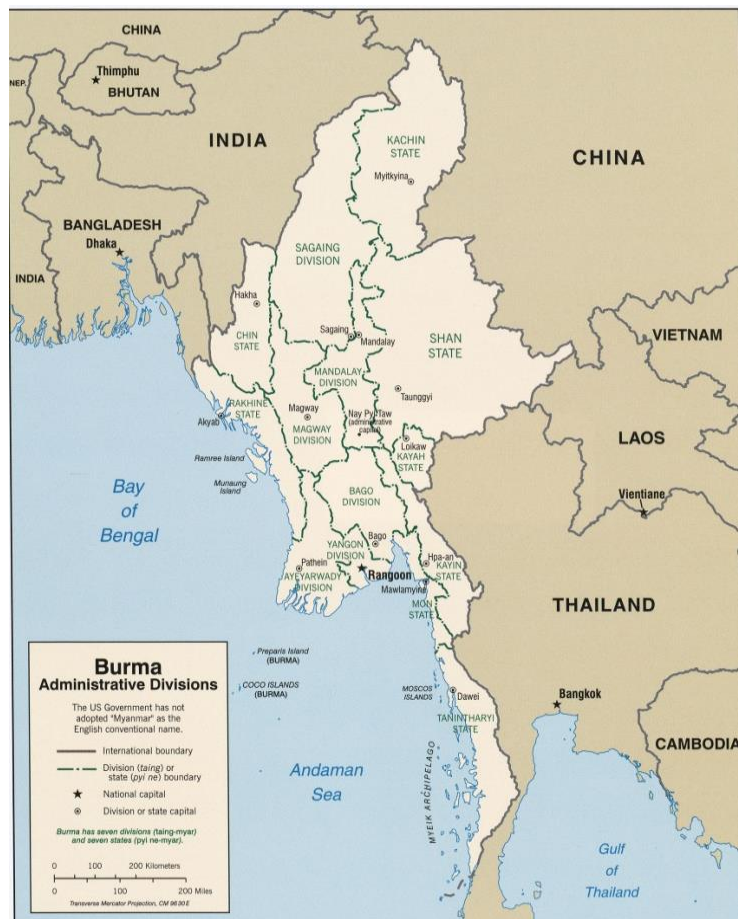 CHINA
Thimphu
NEP.
BHUTAN
INDIA
KACHIN
STATE
CHINA
Myitkyina
BANGLADESH
Dhaka
SAGAING
DIVISION
INDIA
Hakha
CHIN
STATE
Sagaing
Mandalay
SHAN
STATE
VIETNAM
MANDALAY
DIVISION
Taunggyi
RAKHINE
STATE
Akyab
Magway
MAGWAY
DIVISION
Nay Pyi Taw
(administrative
capital)
Loikaw
KAYAH
STATE
LAOS
Ramree Island
Munaung
Island
Bay
of
Bengal
BAGO
DIVISION
Vientiane
YANGON
DIVISION
Bago
Pathein
AYEYARWADY
DIVISION
Rangoon
Hpa-an
KAYIN
STATE
Mawlamyine
MON
STATE
THAILAND
Preparis Island
(BURMA)
COCO ISLANDS
(BURMA)
MOSCOS
ISLANDS
Dawei
TANINTHARYI
STATE
Bangkok
CAMBODIA
Andaman
Sea
MYEIK ARCHIPELAGO
Gulf
of
Thailand
Burma
Administrative Divisions
The US Government has not
adopted "Myanmar" as the
English conventional name.
International boundary
Division (taing) or
state (pyi ne) boundary
National capital
Division or state capital
Burma has seven divisions (taing-myar)
and seven states (pyi ne-myar).
0 100 200 Kilometers
0 100 200 Miles
Transverse Mercator Projection, CM 96 30 E